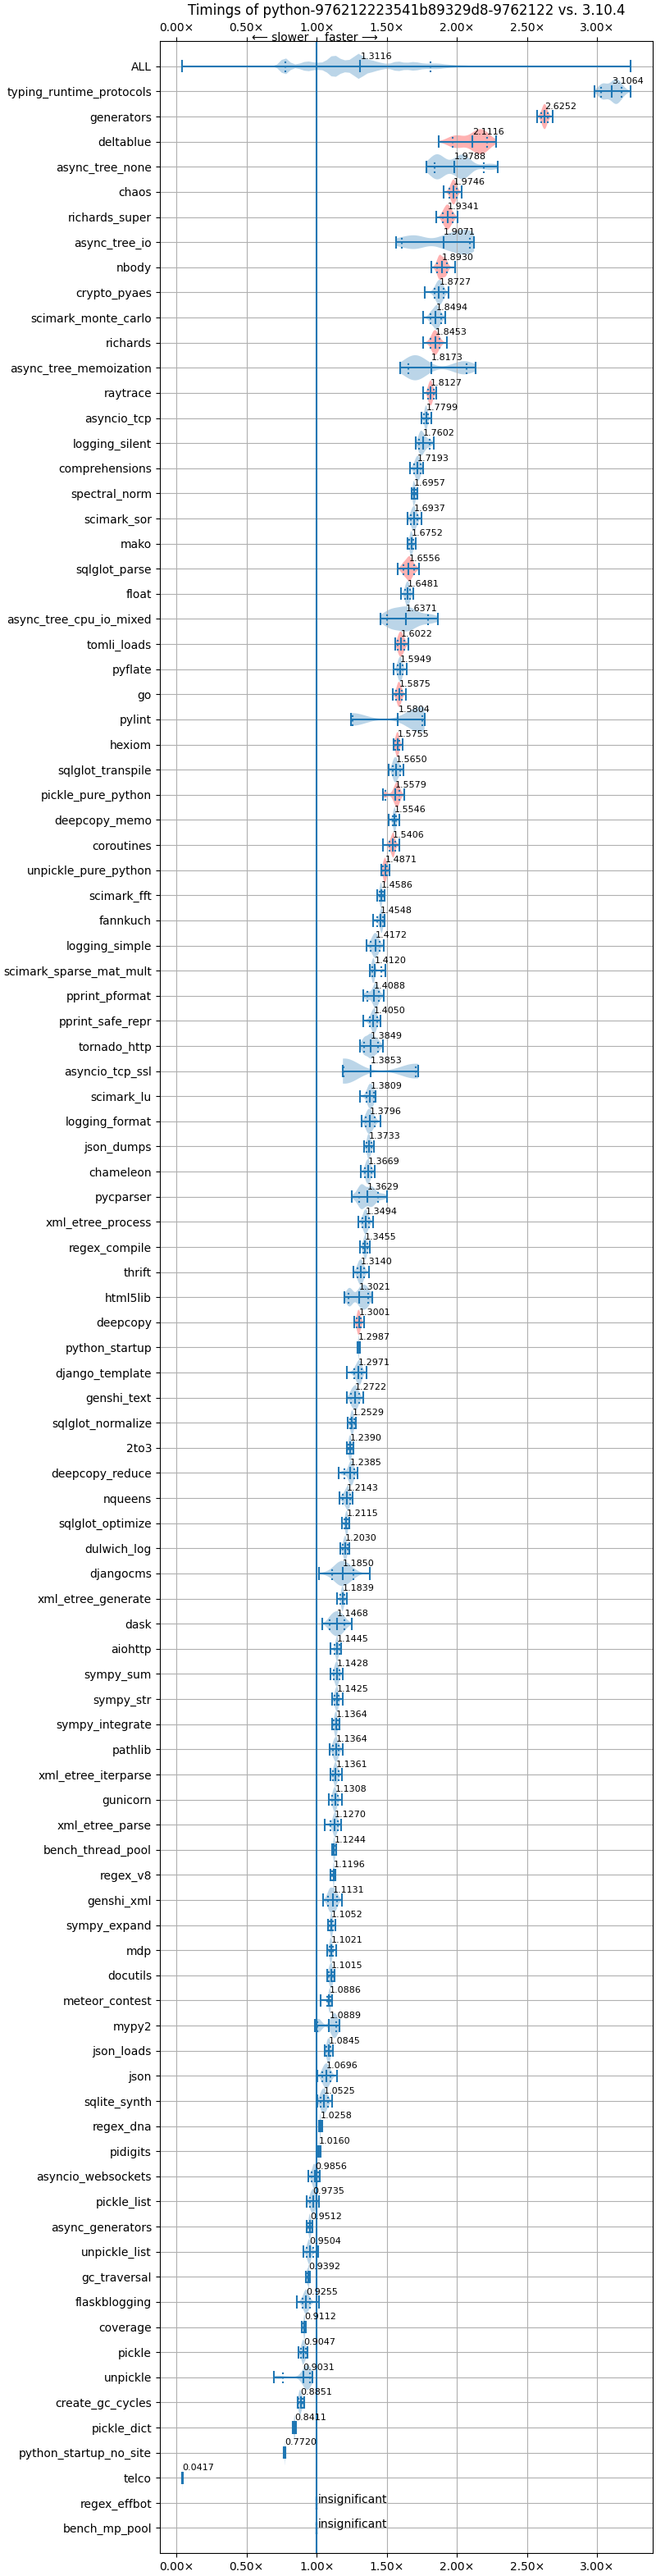 Timings of python-976212223541b89329d8-9762122 vs. 3.10.4
0.00× 0.50× 1.00× 1.50× 2.00× 2.50× 3.00×
⟵ slower faster ⟶
ALL 1.3116
typing_runtime_protocols 3.1064
generators 2.6252
deltablue 2.1116
async_tree_none 1.9788
chaos 1.9746
richards_super 1.9341
async_tree_io 1.9071
nbody 1.8930
crypto_pyaes 1.8727
scimark_monte_carlo 1.8494
richards 1.8453
async_tree_memoization 1.8173
raytrace 1.8127
asyncio_tcp 1.7799
logging_silent 1.7602
comprehensions 1.7193
spectral_norm 1.6957
scimark_sor 1.6937
mako 1.6752
sqlglot_parse 1.6556
float 1.6481
async_tree_cpu_io_mixed 1.6371
tomli_loads 1.6022
pyflate 1.5949
go 1.5875
pylint 1.5804
hexiom 1.5755
sqlglot_transpile 1.5650
pickle_pure_python 1.5579
deepcopy_memo 1.5546
coroutines 1.5406
unpickle_pure_python 1.4871
scimark_fft 1.4586
fannkuch 1.4548
logging_simple 1.4172
scimark_sparse_mat_mult 1.4120
pprint_pformat 1.4088
pprint_safe_repr 1.4050
tornado_http 1.3849
asyncio_tcp_ssl 1.3853
scimark_lu 1.3809
logging_format 1.3796
json_dumps 1.3733
chameleon 1.3669
pycparser 1.3629
xml_etree_process 1.3494
regex_compile 1.3455
thrift 1.3140
html5lib 1.3021
deepcopy 1.3001
python_startup 1.2987
django_template 1.2971
genshi_text 1.2722
sqlglot_normalize 1.2529
2to3 1.2390
deepcopy_reduce 1.2385
nqueens 1.2143
sqlglot_optimize 1.2115
dulwich_log 1.2030
djangocms 1.1850
xml_etree_generate 1.1839
dask 1.1468
aiohttp 1.1445
sympy_sum 1.1428
sympy_str 1.1425
sympy_integrate 1.1364
pathlib 1.1364
xml_etree_iterparse 1.1361
gunicorn 1.1308
xml_etree_parse 1.1270
bench_thread_pool 1.1244
regex_v8 1.1196
genshi_xml 1.1131
sympy_expand 1.1052
mdp 1.1021
docutils 1.1015
meteor_contest 1.0886
mypy2 1.0889
json_loads 1.0845
json 1.0696
sqlite_synth 1.0525
regex_dna 1.0258
pidigits 1.0160
asyncio_websockets 0.9856
pickle_list 0.9735
async_generators 0.9512
unpickle_list 0.9504
gc_traversal 0.9392
flaskblogging 0.9255
coverage 0.9112
pickle 0.9047
unpickle 0.9031
create_gc_cycles 0.8851
pickle_dict 0.8411
python_startup_no_site 0.7720
telco 0.0417
regex_effbot insignificant
bench_mp_pool insignificant
0.00× 0.50× 1.00× 1.50× 2.00× 2.50× 3.00×